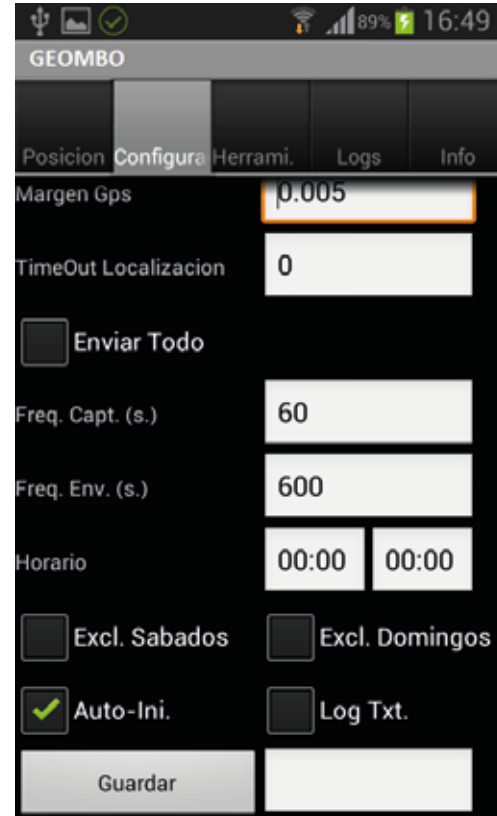 89% 16:49
GEOMBO
Posicion Configura Herrami. Logs Info
Margen Gps 0.005
TimeOut Localizacion 0
Enviar Todo
Freq. Capt. (s.) 60
Freq. Env. (s.) 600
Horario 00:00 00:00
Excl. Sabados Excl. Domingos
Auto-Ini. Log Txt.
Guardar